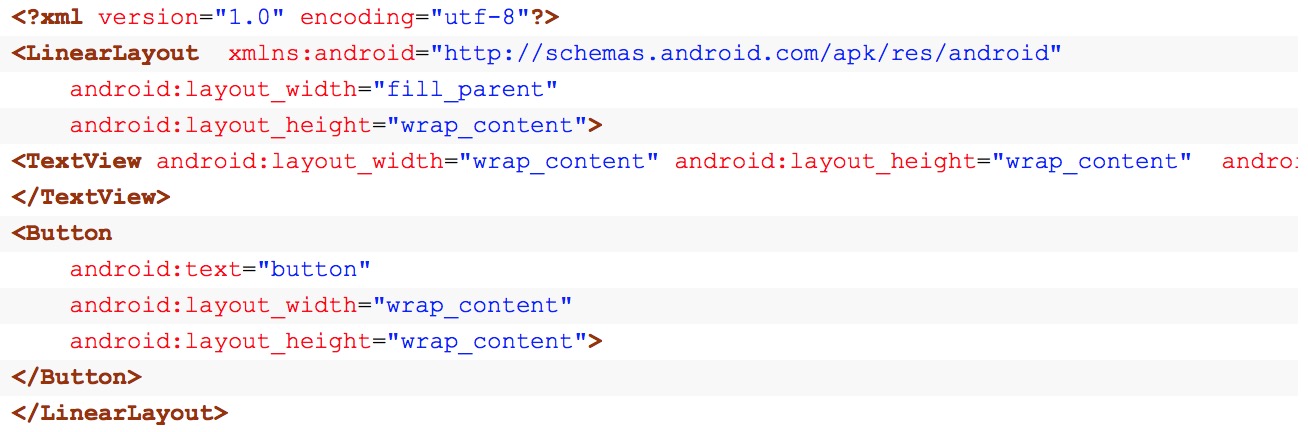 <?xml version="1.0" encoding="utf-8"?>
<LinearLayout  xmlns:android="http://schemas.android.com/apk/res/android"
    android:layout_width="fill_parent"
    android:layout_height="wrap_content">
<TextView android:layout_width="wrap_content" android:layout_height="wrap_content"
</TextView>
<Button
    android:text="button"
    android:layout_width="wrap_content"
    android:layout_height="wrap_content">
</Button>
</LinearLayout>